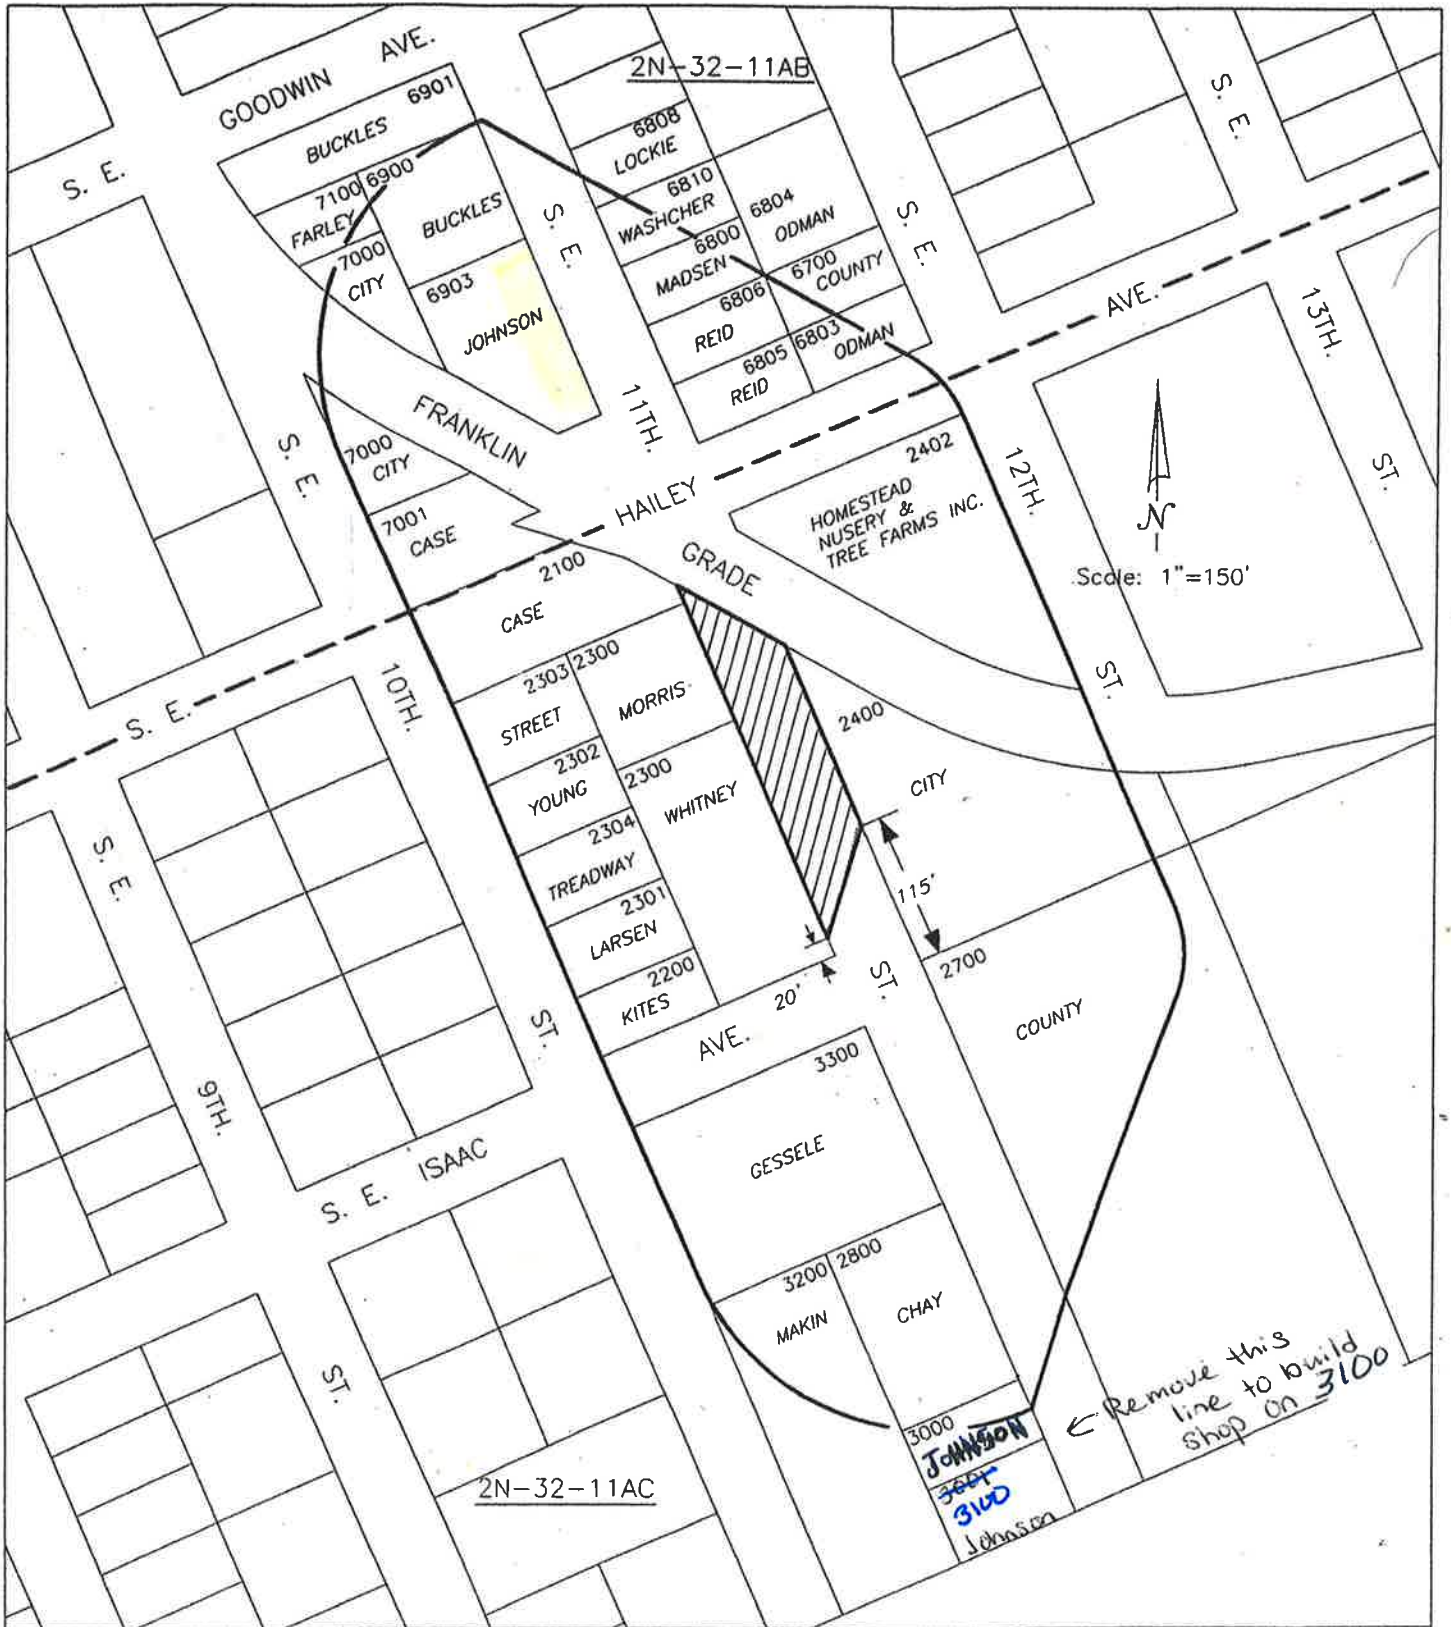 S. E. GOODWIN AVE.
2N-32-11AB
6901
BUCKLES
7100
FARLEY
6900
BUCKLES
7000
CITY
6903
JOHNSON
S. E. 11TH. ST.
6808
LOCKIE
6810
WASHCHER
6804
ODMAN
6800
MADSEN
6700
COUNTY
6806
REID
6803
ODMAN
6805
REID
S. E. 12TH. ST.
S. E. 13TH. ST.
FRANKLIN GRADE
7000
CITY
7001
CASE
S. E. HAILEY AVE.
2402
HOMESTEAD
NUSERY &
TREE FARMS INC.
N
Scale: 1"=150'
S. E. 10TH. ST.
2100
CASE
2303
STREET
2300
MORRIS
2302
YOUNG
2300
WHITNEY
2304
TREADWAY
2301
LARSEN
2200
KITES
2400
CITY
115'
20'
2700
COUNTY
S. E. 9TH. ST.
S. E. ISAAC AVE.
3300
GESSELE
3200
MAKIN
2800
CHAY
3000
JOHNSON
3001
3100
Johnson
← Remove this
line to build
shop on 3100
2N-32-11AC